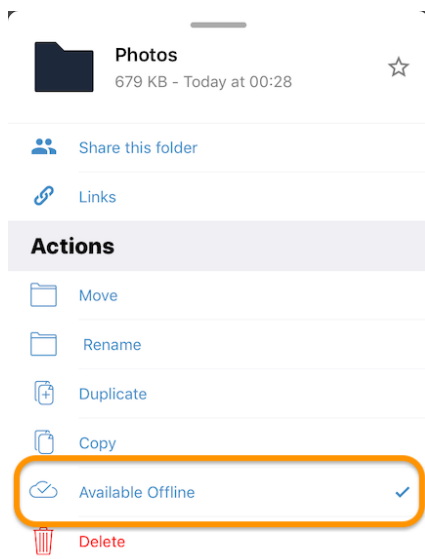 Photos
679 KB - Today at 00:28
Share this folder
Links
Actions
Move
Rename
Duplicate
Copy
Available Offline
Delete